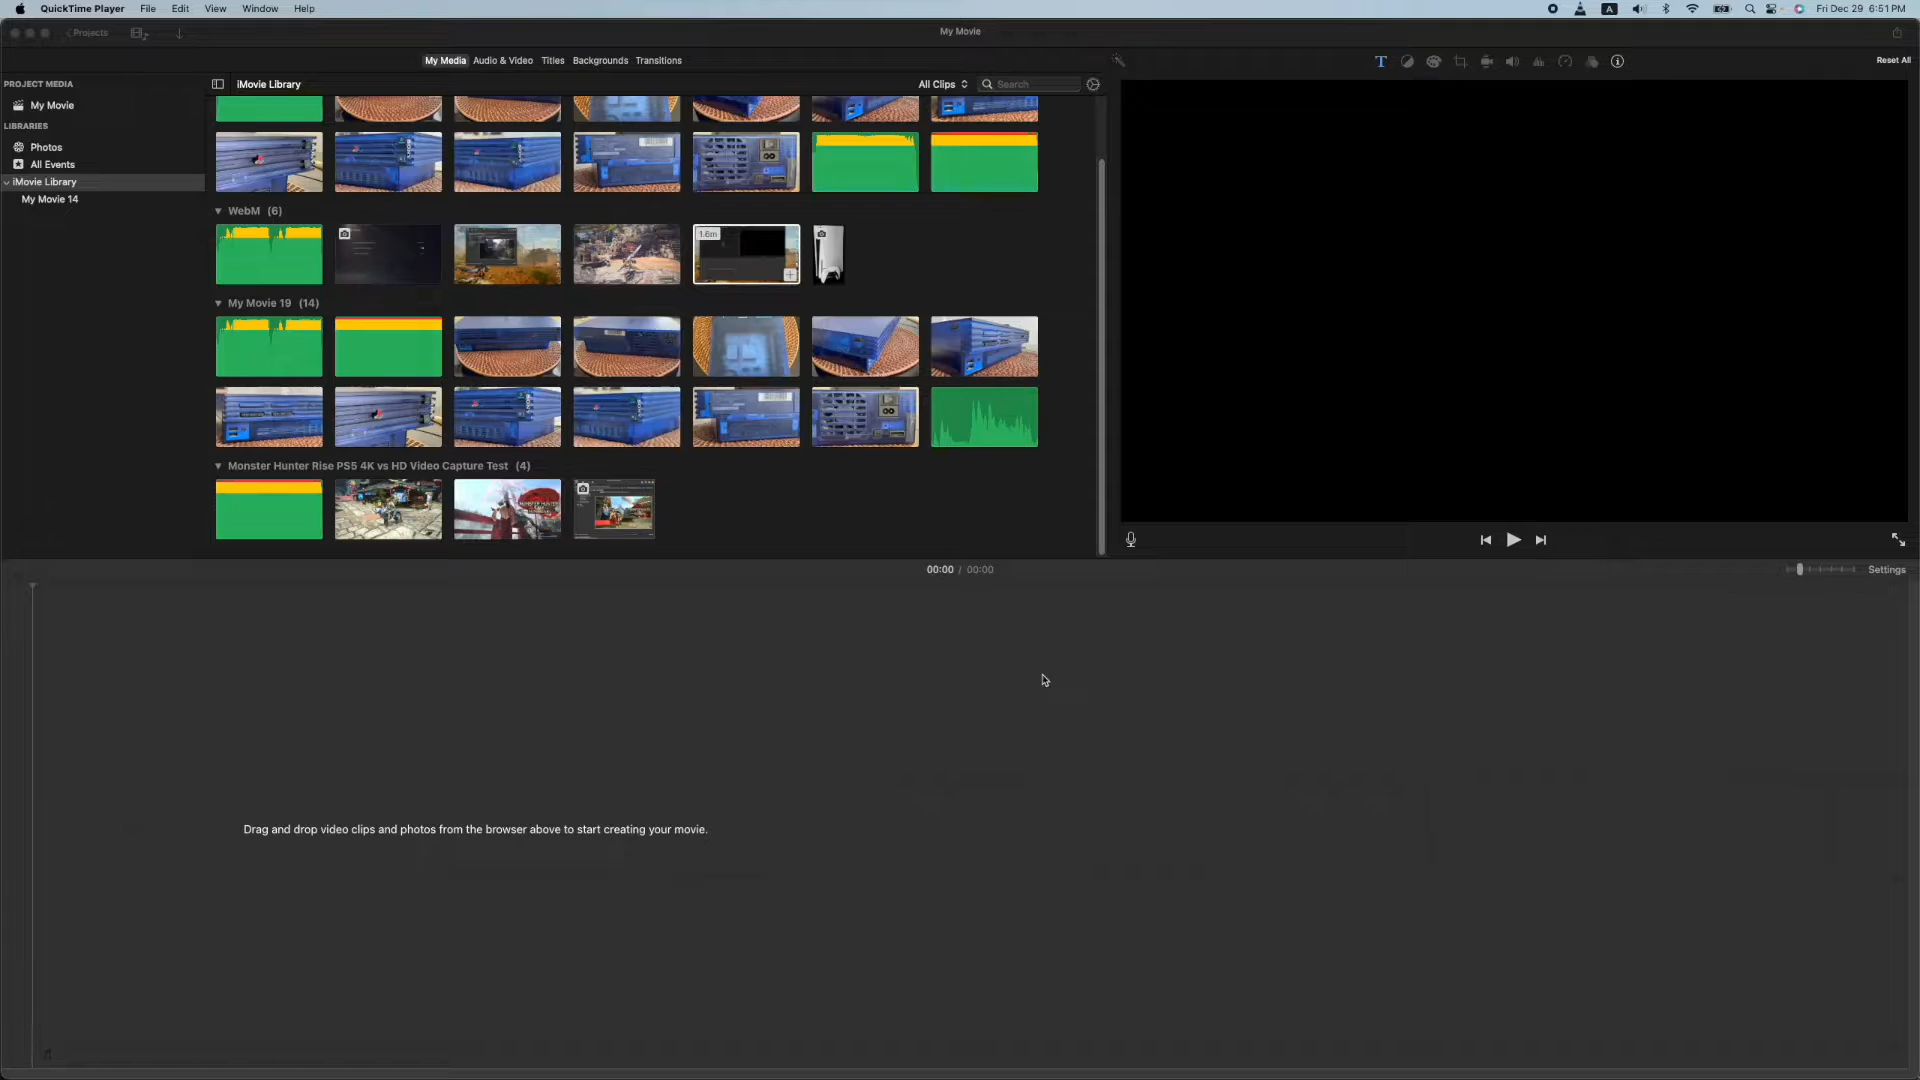 QuickTime Player File Edit View Window Help
A Fri Dec 29 6:51 PM
Projects
My Movie
My Media Audio & Video Titles Backgrounds Transitions
T
Reset All
PROJECT MEDIA
My Movie
LIBRARIES
Photos
All Events
iMovie Library
My Movie 14
iMovie Library
All Clips
Search
WebM (6)
1.6m
My Movie 19 (14)
Monster Hunter Rise PS5 4K vs HD Video Capture Test (4)
00:00 / 00:00
Settings
Drag and drop video clips and photos from the browser above to start creating your movie.